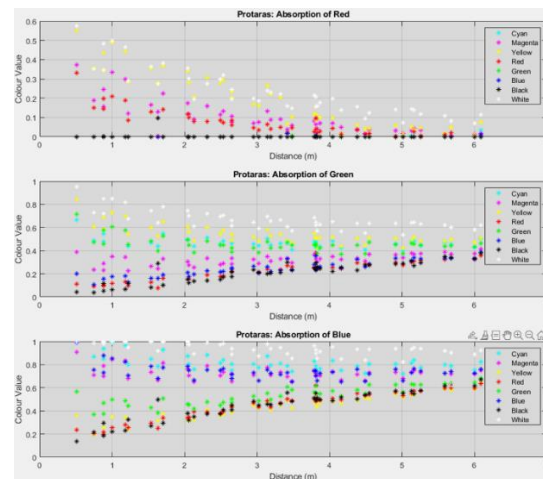 Protaras: Absorption of Red
0.6
0.5
0.4
0.3
0.2
0.1
0
Colour Value
0 1 2 3 4 5 6
Distance (m)
Cyan
Magenta
Yellow
Red
Green
Blue
Black
White
Protaras: Absorption of Green
1
0.8
0.6
0.4
0.2
0
Colour Value
0 1 2 3 4 5 6
Distance (m)
Cyan
Magenta
Yellow
Red
Green
Blue
Black
White
Protaras: Absorption of Blue
1
0.8
0.6
0.4
0.2
0
Colour Value
0 1 2 3 4 5 6
Distance (m)
Cyan
Magenta
Yellow
Red
Green
Blue
Black
White